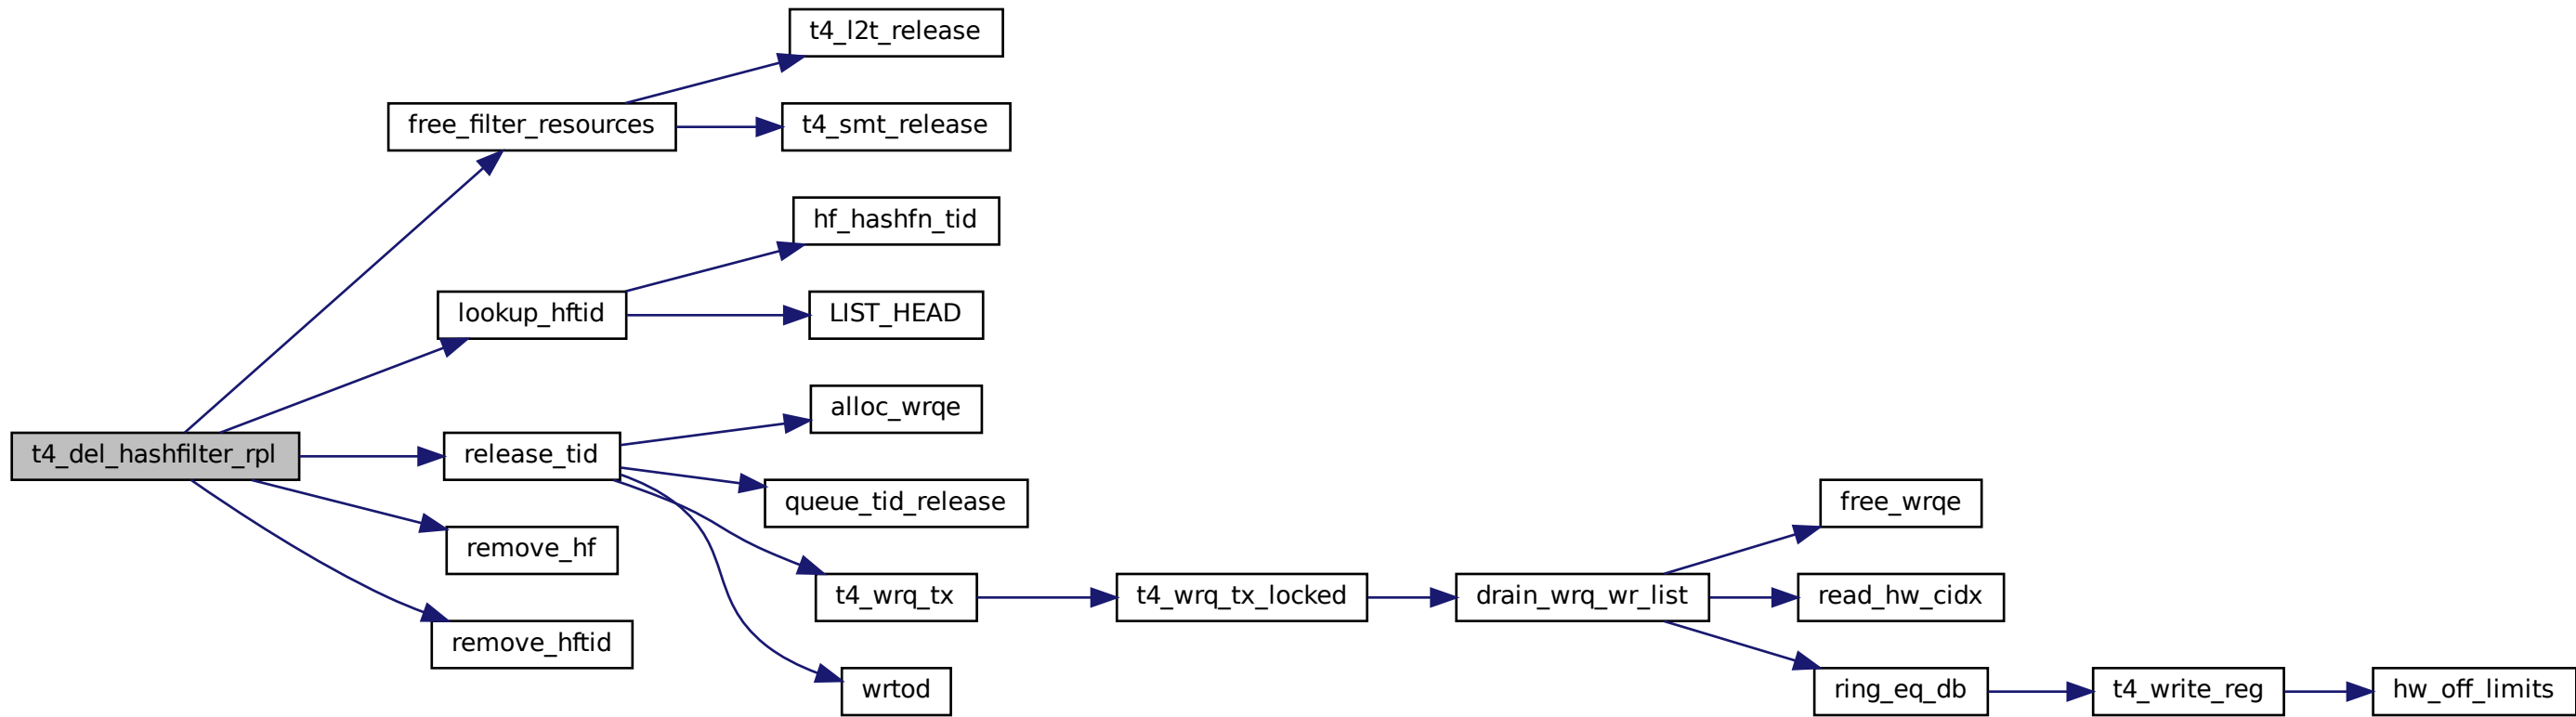 t4_l2t_release
free_filter_resources
t4_smt_release
hf_hashfn_tid
lookup_hftid
LIST_HEAD
alloc_wrqe
t4_del_hashfilter_rpl
release_tid
queue_tid_release
free_wrqe
remove_hf
t4_wrq_tx
t4_wrq_tx_locked
drain_wrq_wr_list
read_hw_cidx
remove_hftid
wrtod
ring_eq_db
t4_write_reg
hw_off_limits